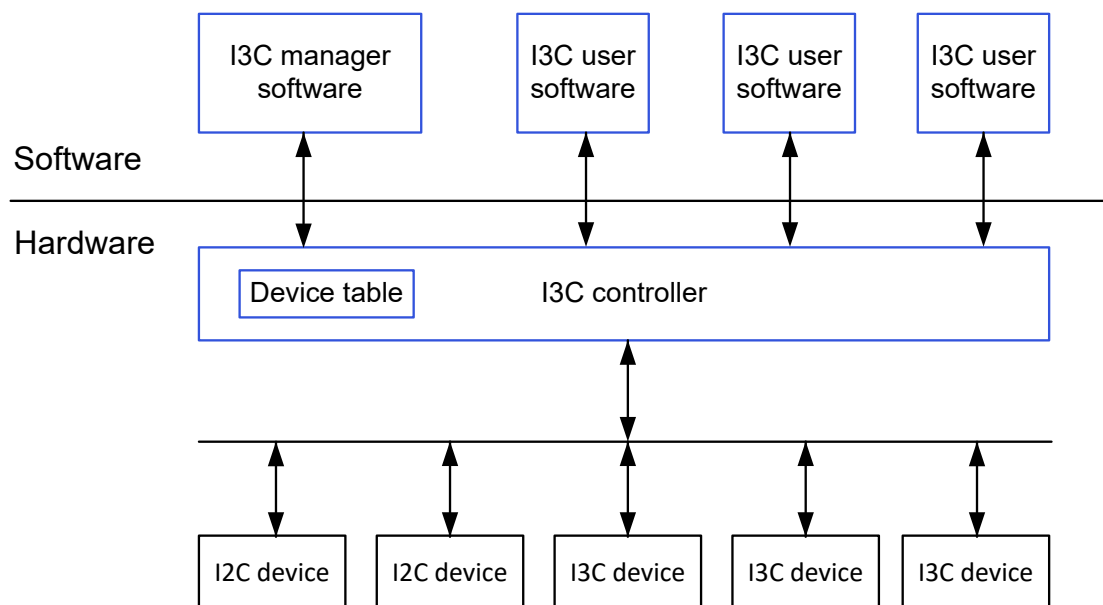 I3C manager
software
I3C user
software
I3C user
software
I3C user
software
Software
Hardware
Device table
I3C controller
I2C device
I2C device
I3C device
I3C device
I3C device